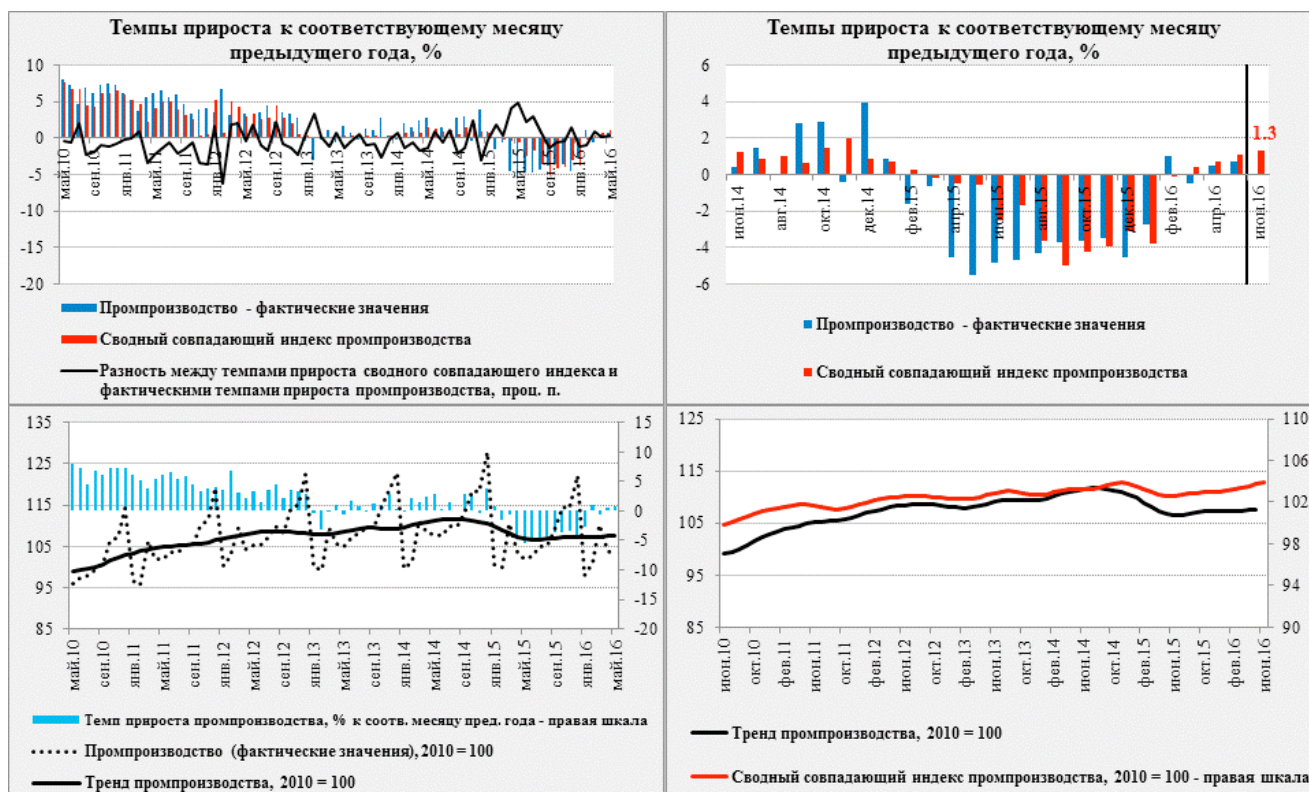 Темпы прироста к соответствующему месяцу
предыдущего года, %
10
5
0
-5
-10
-15
-20
май.10
сен.10
янв.11
май.11
сен.11
янв.12
май.12
сен.12
янв.13
май.13
сен.13
янв.14
май.14
сен.14
янв.15
май.15
сен.15
янв.16
май.16
Промпроизводство - фактические значения
Сводный совпадающий индекс промпроизводства
Разность между темпами прироста сводного совпадающего индекса и
фактическими темпами прироста промпроизводства, проц. п.
Темпы прироста к соответствующему месяцу
предыдущего года, %
6
4
2
0
-2
-4
-6
1.3
июн.14
авг.14
окт.14
дек.14
фев.15
апр.15
июн.15
авг.15
окт.15
дек.15
фев.16
апр.16
июн.16
Промпроизводство - фактические значения
Сводный совпадающий индекс промпроизводства
135
125
115
105
95
85
15
10
5
0
-5
-10
-15
-20
май.10
сен.10
янв.11
май.11
сен.11
янв.12
май.12
сен.12
янв.13
май.13
сен.13
янв.14
май.14
сен.14
янв.15
май.15
сен.15
янв.16
май.16
Темп прироста промпроизводства, % к соотв. месяцу пред. года - правая шкала
Промпроизводство (фактические значения), 2010 = 100
Тренд промпроизводства, 2010 = 100
125
115
105
95
85
110
106
102
98
94
90
июн.10
окт.10
фев.11
июн.11
окт.11
фев.12
июн.12
окт.12
фев.13
июн.13
окт.13
фев.14
июн.14
окт.14
фев.15
июн.15
окт.15
фев.16
июн.16
Тренд промпроизводства, 2010 = 100
Сводный совпадающий индекс промпроизводства, 2010 = 100 - правая шкала